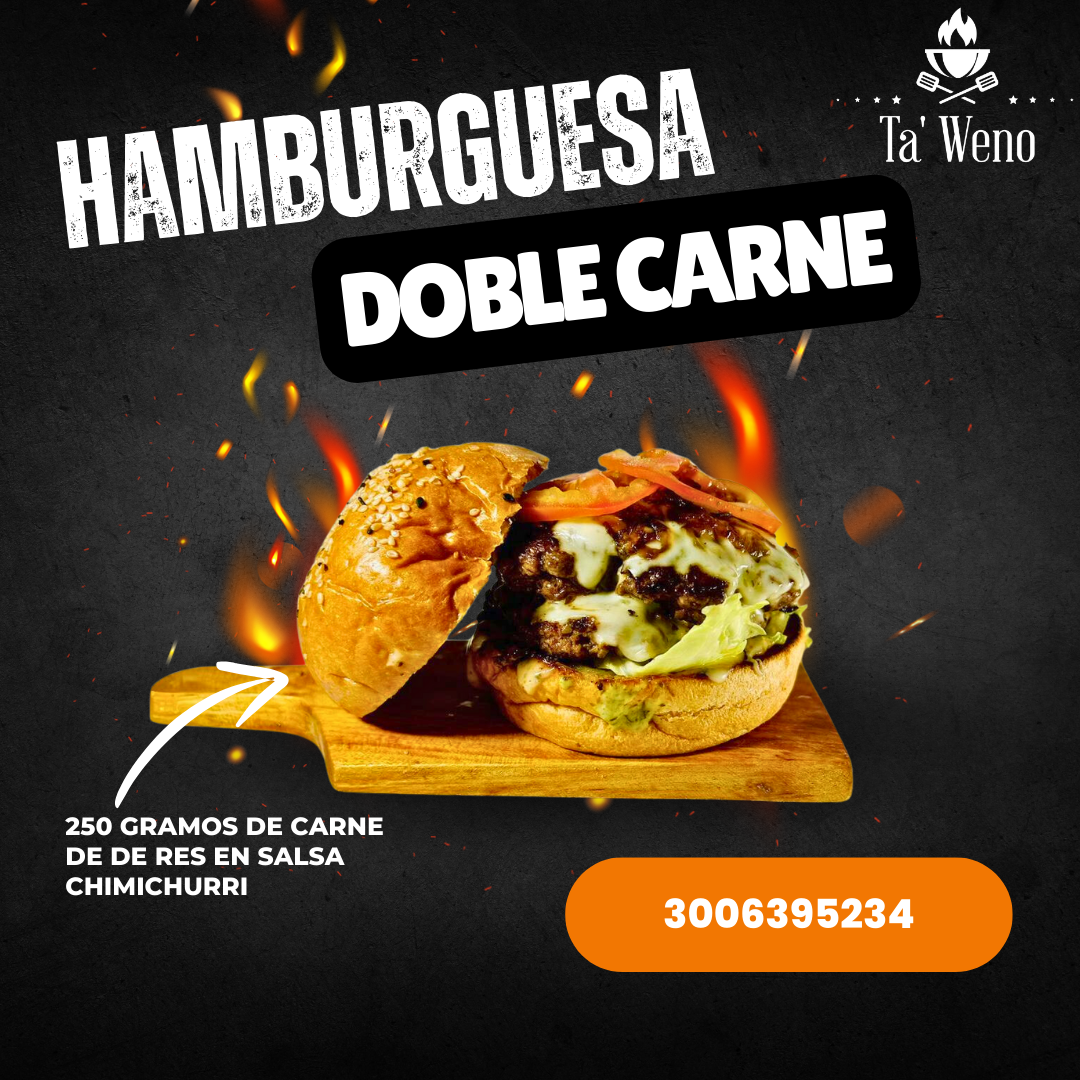 HAMBURGUESA
DOBLE CARNE
Ta' Weno
250 GRAMOS DE CARNE
DE DE RES EN SALSA
CHIMICHURRI
3006395234